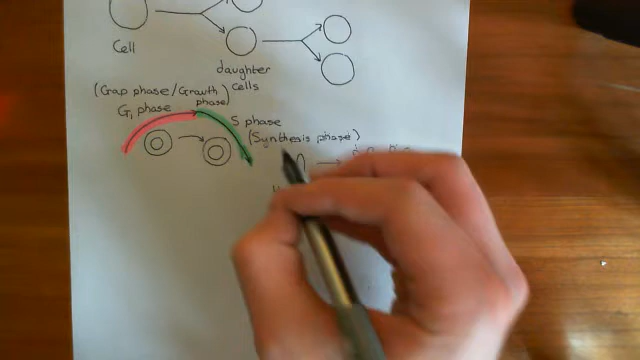 Cell
daughter
cells
(Gap phase/Growth
phase)
G₁ phase
S phase
(Synthesis phase)